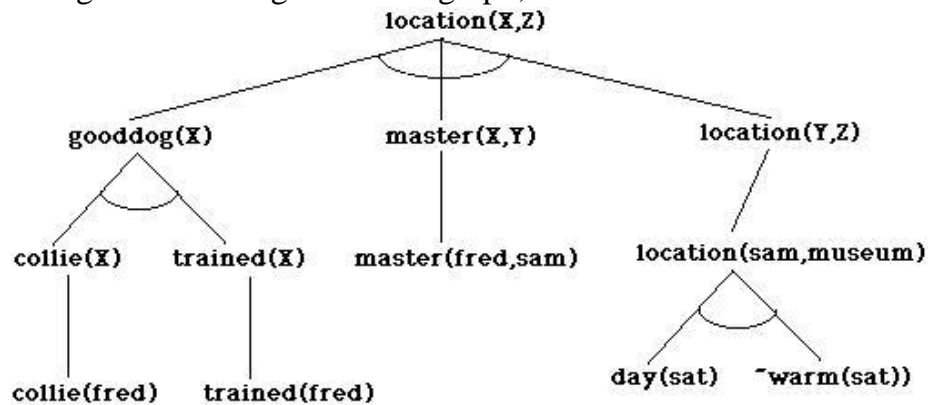 location(X,Z)
gooddog(X) master(X,Y) location(Y,Z)
collie(X) trained(X) master(fred,sam) location(sam,museum)
collie(fred) trained(fred) day(sat) ~warm(sat))